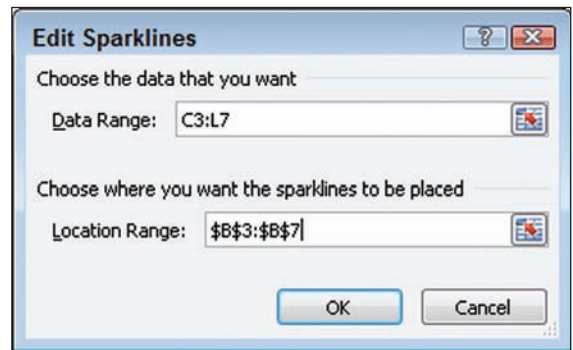 Edit Sparklines
Choose the data that you want
Data Range: C3:L7
Choose where you want the sparklines to be placed
Location Range: $B$3:$B$7
OK Cancel